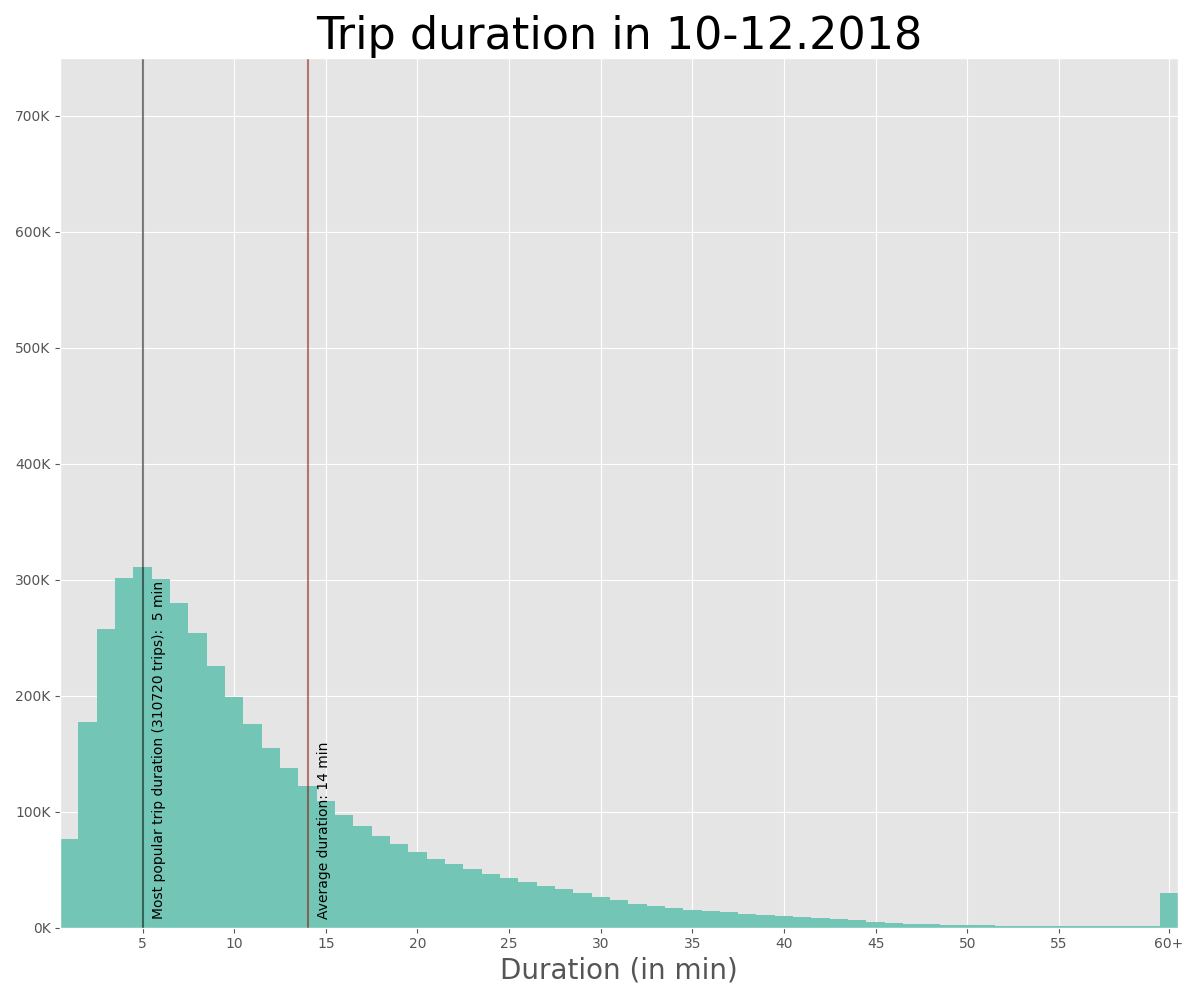 Trip duration in 10-12.2018
700K
600K
500K
400K
300K
200K
100K
0K
Most popular trip duration (310720 trips):  5 min
Average duration: 14 min
5 10 15 20 25 30 35 40 45 50 55 60+
Duration (in min)